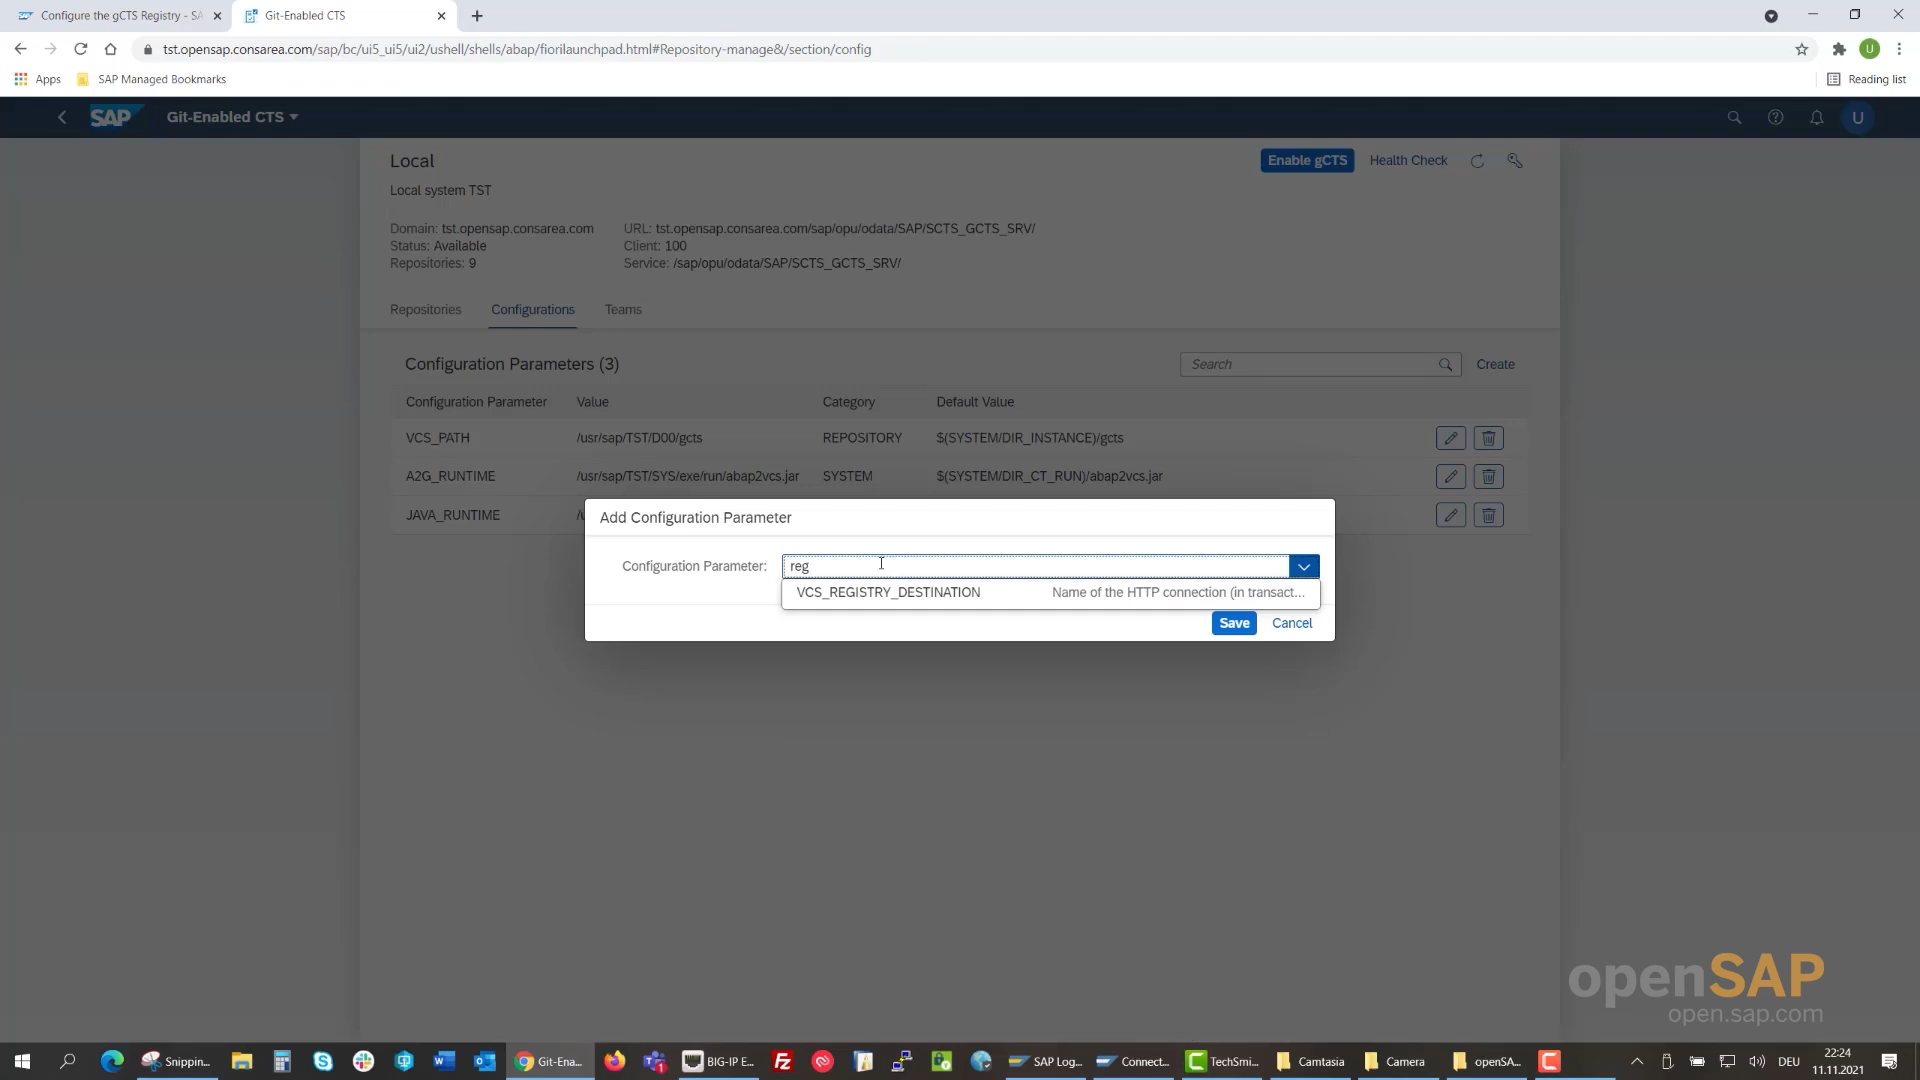 Configure the gCTS Registry - SA
Git-Enabled CTS
tst.opensap.consarea.com/sap/bc/ui5_ui5/ui2/ushell/shells/abap/fiorilaunchpad.html#Repository-manage&/section/config
U
Apps
SAP Managed Bookmarks
Reading list
SAP
Git-Enabled CTS
U
Local
Enable gCTS
Health Check
Local system TST
Domain: tst.opensap.consarea.com
URL: tst.opensap.consarea.com/sap/opu/odata/SAP/SCTS_GCTS_SRV/
Status: Available
Client: 100
Repositories: 9
Service: /sap/opu/odata/SAP/SCTS_GCTS_SRV/
Repositories
Configurations
Teams
Configuration Parameters (3)
Search
Create
Configuration Parameter
Value
Category
Default Value
VCS_PATH
/usr/sap/TST/D00/gcts
REPOSITORY
$(SYSTEM/DIR_INSTANCE)/gcts
A2G_RUNTIME
/usr/sap/TST/SYS/exe/run/abap2vcs.jar
SYSTEM
$(SYSTEM/DIR_CT_RUN)/abap2vcs.jar
JAVA_RUNTIME
Add Configuration Parameter
Configuration Parameter:
reg
VCS_REGISTRY_DESTINATION
Name of the HTTP connection (in transact...
Save
Cancel
openSAP
open.sap.com
Snippin...
Git-Ena...
BIG-IP E...
SAP Log...
Connect...
TechSmi...
Camtasia
Camera
openSA...
DEU
22:24
11.11.2021